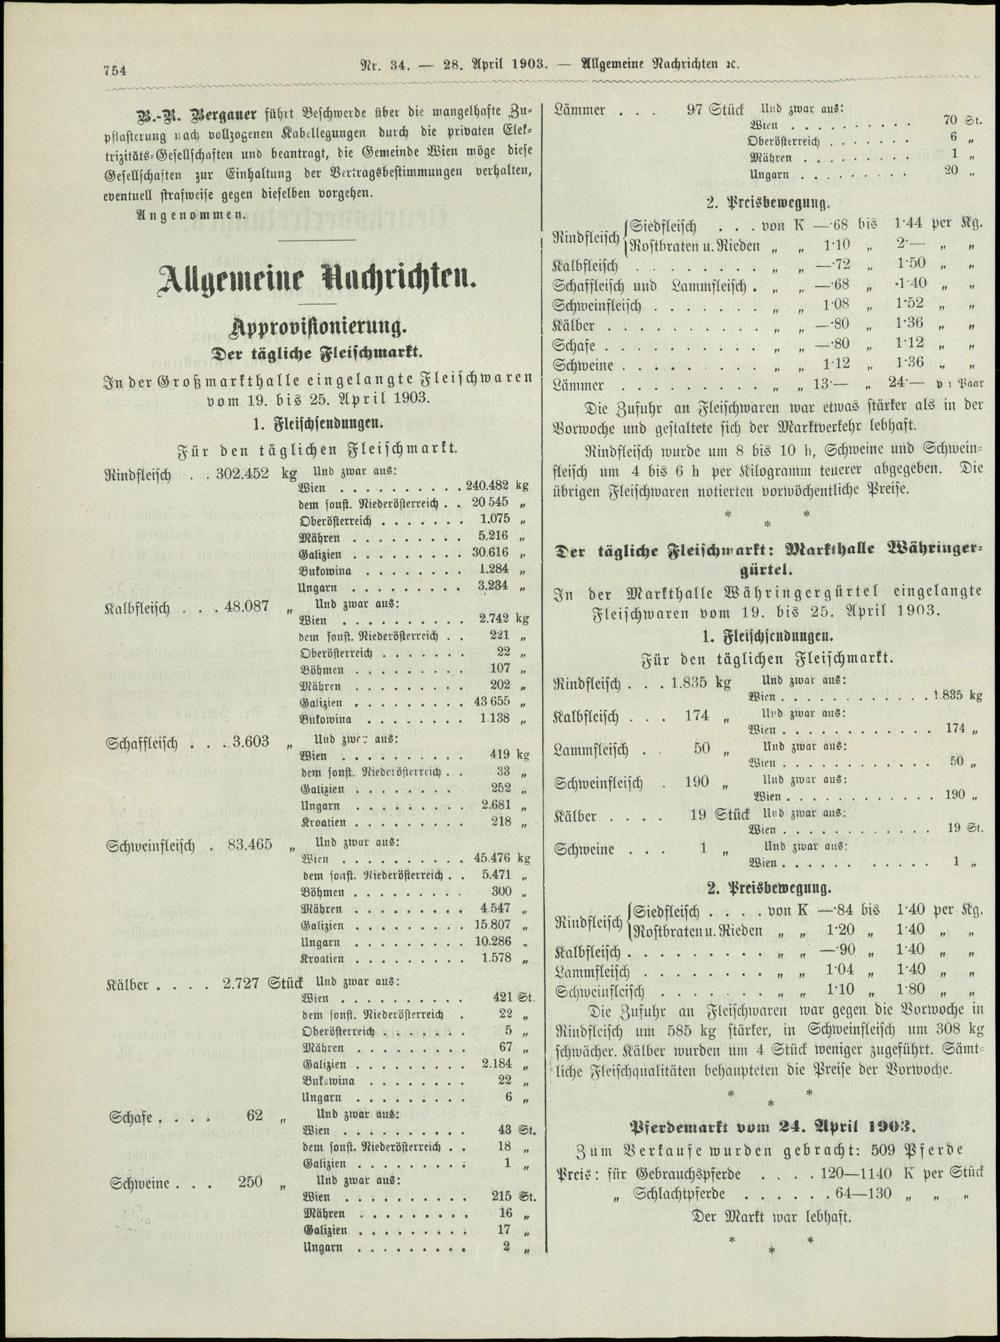 754
Nr. 34. — 28. April 1903. — Allgemeine Nachrichten ꝛc.
B.-R. Bergauer führt Beschwerde über die mangelhafte Zu-
pflasterung nach vollzogenen Kabellegungen durch die privaten Elek-
trizitäts-Gesellschaften und beantragt, die Gemeinde Wien möge diese
Gesellschaften zur Einhaltung der Vertragsbestimmungen verhalten,
eventuell strafweise gegen dieselben vorgehen.
Angenommen.
Allgemeine Nachrichten.
Approvisionierung.
Der tägliche Fleischmarkt.
In der Großmarkthalle eingelangte Fleischwaren
vom 19. bis 25. April 1903.
1. Fleischsendungen.
Für den täglichen Fleischmarkt.
Rindfleisch . . 302.452 kg Und zwar aus:
Wien . . . . . . . . . 240.482 kg
dem sonst. Niederösterreich . . 20 545 „
Oberösterreich . . . . . . . 1.075 „
Mähren . . . . . . . . 5.216 „
Galizien . . . . . . . . 30.616 „
Bukowina . . . . . . . . 1.284 „
Ungarn . . . . . . . . 3.234 „
Kalbfleisch . . . 48.087 „ Und zwar aus:
Wien . . . . . . . . . 2.742 kg
dem sonst. Niederösterreich . . 221 „
Oberösterreich . . . . . . . 22 „
Böhmen . . . . . . . . 107 „
Mähren . . . . . . . . 202 „
Galizien . . . . . . . . 43 655 „
Bukowina . . . . . . . . 1·138 „
Schaffleisch . . . 3.603 „ Und zwar aus:
Wien . . . . . . . . . 419 kg
dem sonst. Niederösterreich . . 33 „
Galizien . . . . . . . . 252 „
Ungarn . . . . . . . . 2.681 „
Kroatien . . . . . . . . 218 „
Schweinfleisch . 83.465 „ Und zwar aus:
Wien . . . . . . . . . 45.476 kg
dem sonst. Niederösterreich . . 5.471 „
Böhmen . . . . . . . . 300 „
Mähren . . . . . . . . 4.547 „
Galizien . . . . . . . . 15.807 „
Ungarn . . . . . . . . 10.286 „
Kroatien . . . . . . . . 1.578 „
Kälber . . . . 2.727 Stück Und zwar aus:
Wien . . . . . . . . . 421 St.
dem sonst. Niederösterreich . 22 „
Oberösterreich . . . . . . . 5 „
Mähren . . . . . . . . 67 „
Galizien . . . . . . . . 2.184 „
Bukowina . . . . . . . . 22 „
Ungarn . . . . . . . . 6 „
Schafe . . . . 62 „ Und zwar aus:
Wien . . . . . . . . . 43 St.
dem sonst. Niederösterreich . . 18 „
Galizien . . . . . . . . 1 „
Schweine . . . 250 „ Und zwar aus:
Wien . . . . . . . . . 215 St.
Mähren . . . . . . . . 16 „
Galizien . . . . . . . . 17 „
Ungarn . . . . . . . . 2 „
Lämmer . . . 97 Stück Und zwar aus:
Wien . . . . . . . . . 70 St.
Oberösterreich . . . . . . 6 „
Mähren . . . . . . . . 1 „
Ungarn . . . . . . . . 20 „
2. Preisbewegung.
Rindfleisch { Siedfleisch . . . von K —·68 bis 1·44 per Kg.
Rostbraten u. Rieden „ „ 1·10 „ 2·— „ „
Kalbfleisch . . . . . . . . „ „ —·72 „ 1·50 „ „
Schaffleisch und Lammfleisch . „ „ —·68 „ ·1·40 „ „
Schweinfleisch . . . . . . . „ „ 1·08 „ 1·52 „ „
Kälber . . . . . . . . . „ „ —·80 „ 1·36 „ „
Schafe . . . . . . . . . „ „ —·80 „ 1·12 „ „
Schweine . . . . . . . . „ „ 1·12 „ 1·36 „ „
Lämmer . . . . . . . . . „ „ 13·— „ 24·— p : Paar
Die Zufuhr an Fleischwaren war etwas stärker als in der
Vorwoche und gestaltete sich der Marktverkehr lebhaft.
Rindfleisch wurde um 8 bis 10 h, Schweine und Schwein-
fleisch um 4 bis 6 h per Kilogramm teuerer abgegeben. Die
übrigen Fleischwaren notierten vorwöchentliche Preise.
* * *
Der tägliche Fleischmarkt: Markthalle Währinger-
gürtel.
In der Markthalle Währingergürtel eingelangte
Fleischwaren vom 19. bis 25. April 1903.
1. Fleischsendungen.
Für den täglichen Fleischmarkt.
Rindfleisch . . . 1.835 kg Und zwar aus:
Wien . . . . . . . . . . . 1.835 kg
Kalbfleisch . . . 174 „ Und zwar aus:
Wien . . . . . . . . . . . 174 „
Lammfleisch . . 50 „ Und zwar aus:
Wien . . . . . . . . . . . 50 „
Schweinfleisch . 190 „ Und zwar aus:
Wien . . . . . . . . . . . 190 „
Kälber . . . . 19 Stück Und zwar aus:
Wien . . . . . . . . . . . 19 St.
Schweine . . . 1 „ Und zwar aus:
Wien . . . . . . . . . . . 1 „
2. Preisbewegung.
Rindfleisch { Siedfleisch . . . . von K —·84 bis 1·40 per Kg.
Rostbraten u. Rieden „ „ 1·20 „ 1·40 „ „
Kalbfleisch . . . . . . . . „ „ —·90 „ 1·40 „ „
Lammfleisch . . . . . . . . „ „ 1·04 „ 1·40 „ „
Schweinfleisch . . . . . . . „ „ 1·10 „ 1·80 „ „
Die Zufuhr an Fleischwaren war gegen die Vorwoche in
Rindfleisch um 585 kg stärker, in Schweinfleisch um 308 kg
schwächer. Kälber wurden um 4 Stück weniger zugeführt. Sämt-
liche Fleischqualitäten behaupteten die Preise der Vorwoche.
* * *
Pferdemarkt vom 24. April 1903.
Zum Verkaufe wurden gebracht: 509 Pferde
Preis: für Gebrauchspferde . . . . 120—1140 K per Stück
„ Schlachtpferde . . . . . . 64—130 „ „ „
Der Markt war lebhaft.
* * *